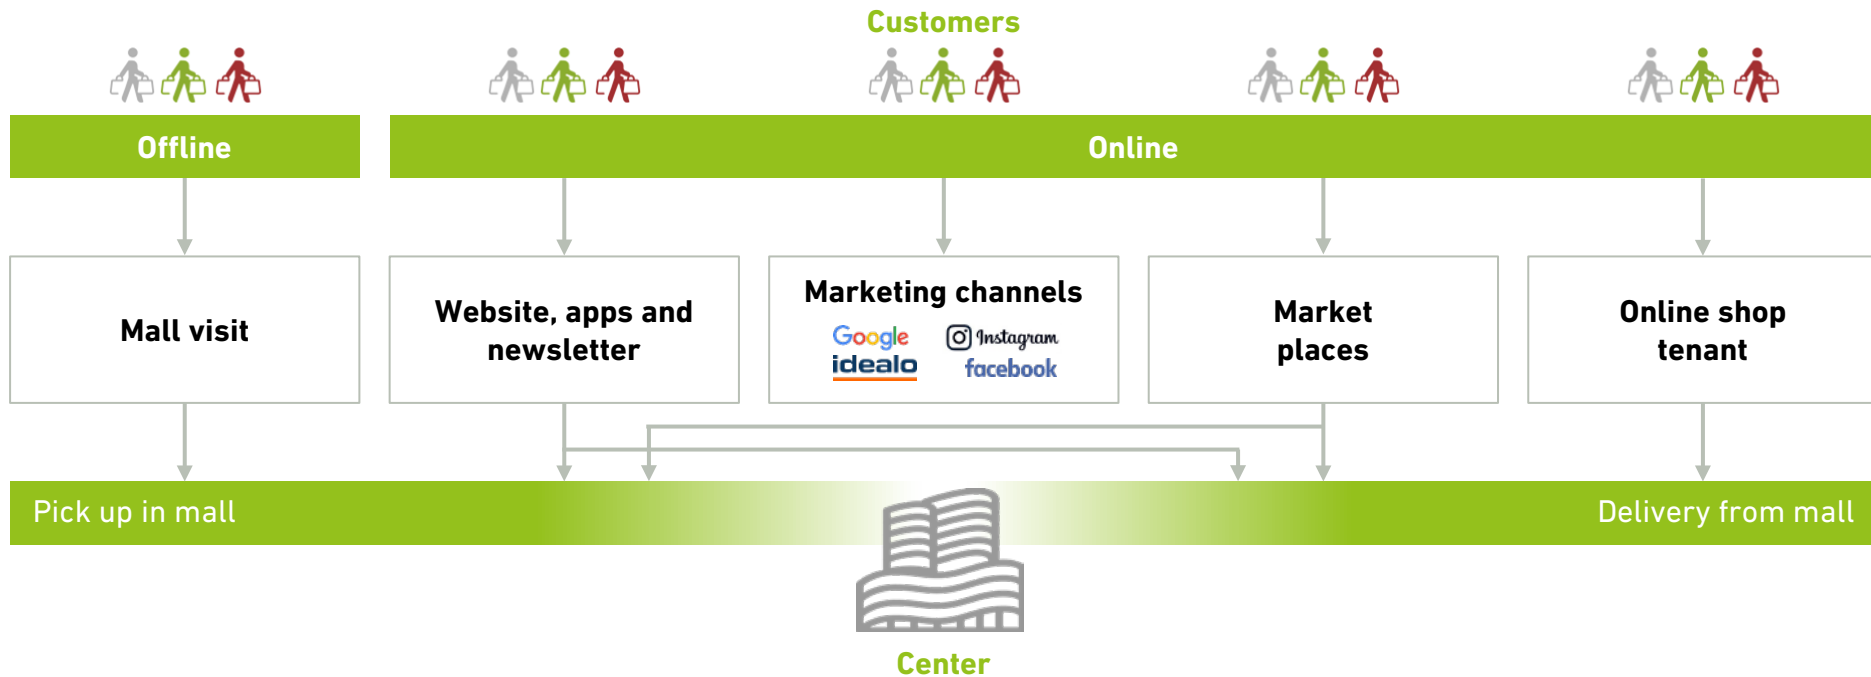 Customers
Offline
Online
Mall visit
Website, apps and
newsletter
Marketing channels
Google
Instagram
idealo
facebook
Market
places
Online shop
tenant
Pick up in mall
Delivery from mall
Center